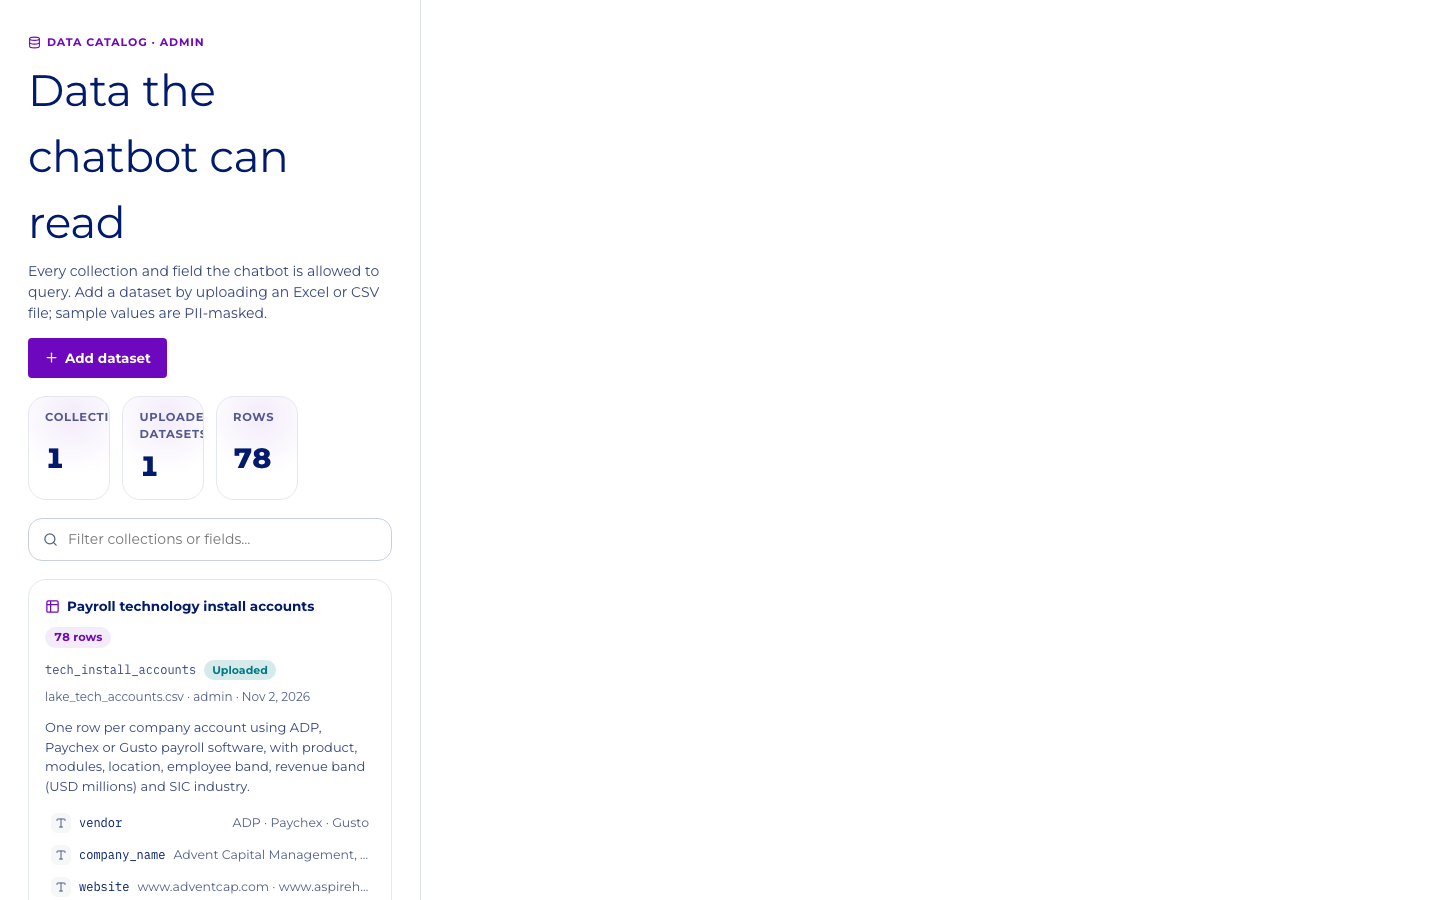 DATA CATALOG · ADMIN
Data the
chatbot can
read
Every collection and field the chatbot is allowed to
query. Add a dataset by uploading an Excel or CSV
file; sample values are PII-masked.
+ Add dataset
COLLECTI
1
UPLOADE
DATASETS
1
ROWS
78
Filter collections or fields...
Payroll technology install accounts
78 rows
tech_install_accounts Uploaded
lake_tech_accounts.csv · admin · Nov 2, 2026
One row per company account using ADP,
Paychex or Gusto payroll software, with product,
modules, location, employee band, revenue band
(USD millions) and SIC industry.
T vendor ADP · Paychex · Gusto
T company_name Advent Capital Management, ...
T website www.adventcap.com · www.aspireh...